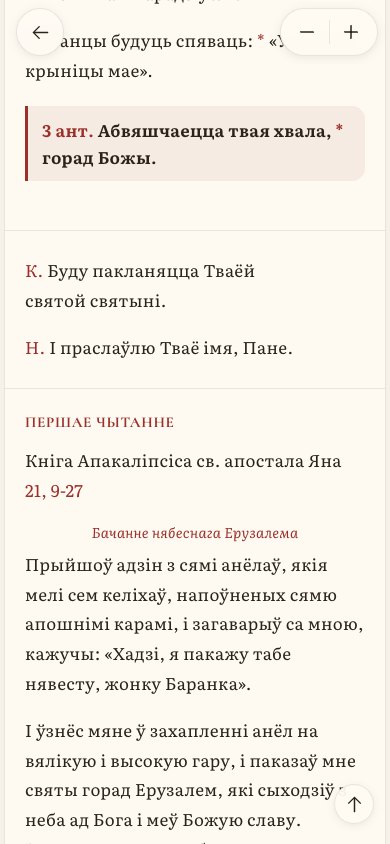 будуць спяваць: *
крыніцы мае».
3 ант. Абвяшчаецца твая хвала, *
горад Божы.
К. Буду пакланяцца Тваёй
святой святыні.
Н. І праслаўлю Тваё імя, Пане.
ПЕРШАЕ ЧЫТАННЕ
Кніга Апакаліпсіса св. апостала Яна
21, 9-27
Бачанне нябеснага Ерузалема
Прыйшоў адзін з сямі анёлаў, якія
мелі сем келіхаў, напоўненых сямю
апошнімі карамі, і загаварыў са мною,
кажучы: «Хадзі, я пакажу табе
нявесту, жонку Баранка».
І ўзнёс мяне ў захапленні анёл на
вялікую і высокую гару, і паказаў мне
святы горад Ерузалем, які сыходзіў
неба ад Бога і меў Божую славу.